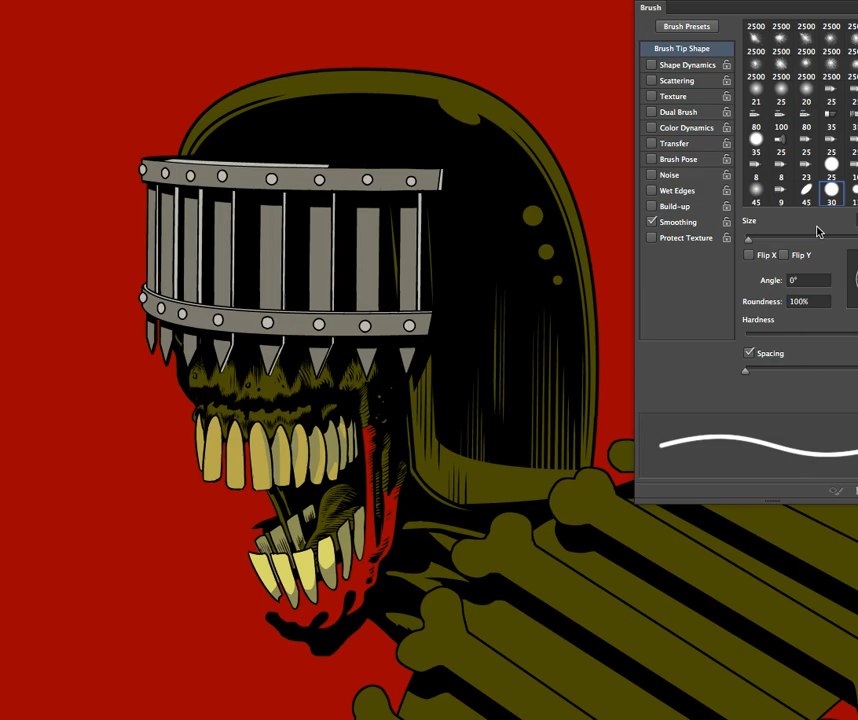 Brush
Brush Presets
2500 2500 2500 2500
Brush Tip Shape
2500 2500 2500 2500
Shape Dynamics
Scattering
2500 2500 2500 2500
Texture
21 25 20 25
Dual Brush
Color Dynamics
80 100 80 35
Transfer
35 25 25 25
Brush Pose
Noise
8 8 23 25
Wet Edges
45 9 45 30
Build-up
Smoothing
Size
Protect Texture
Flip X Flip Y
Angle: 0°
Roundness: 100%
Hardness
Spacing